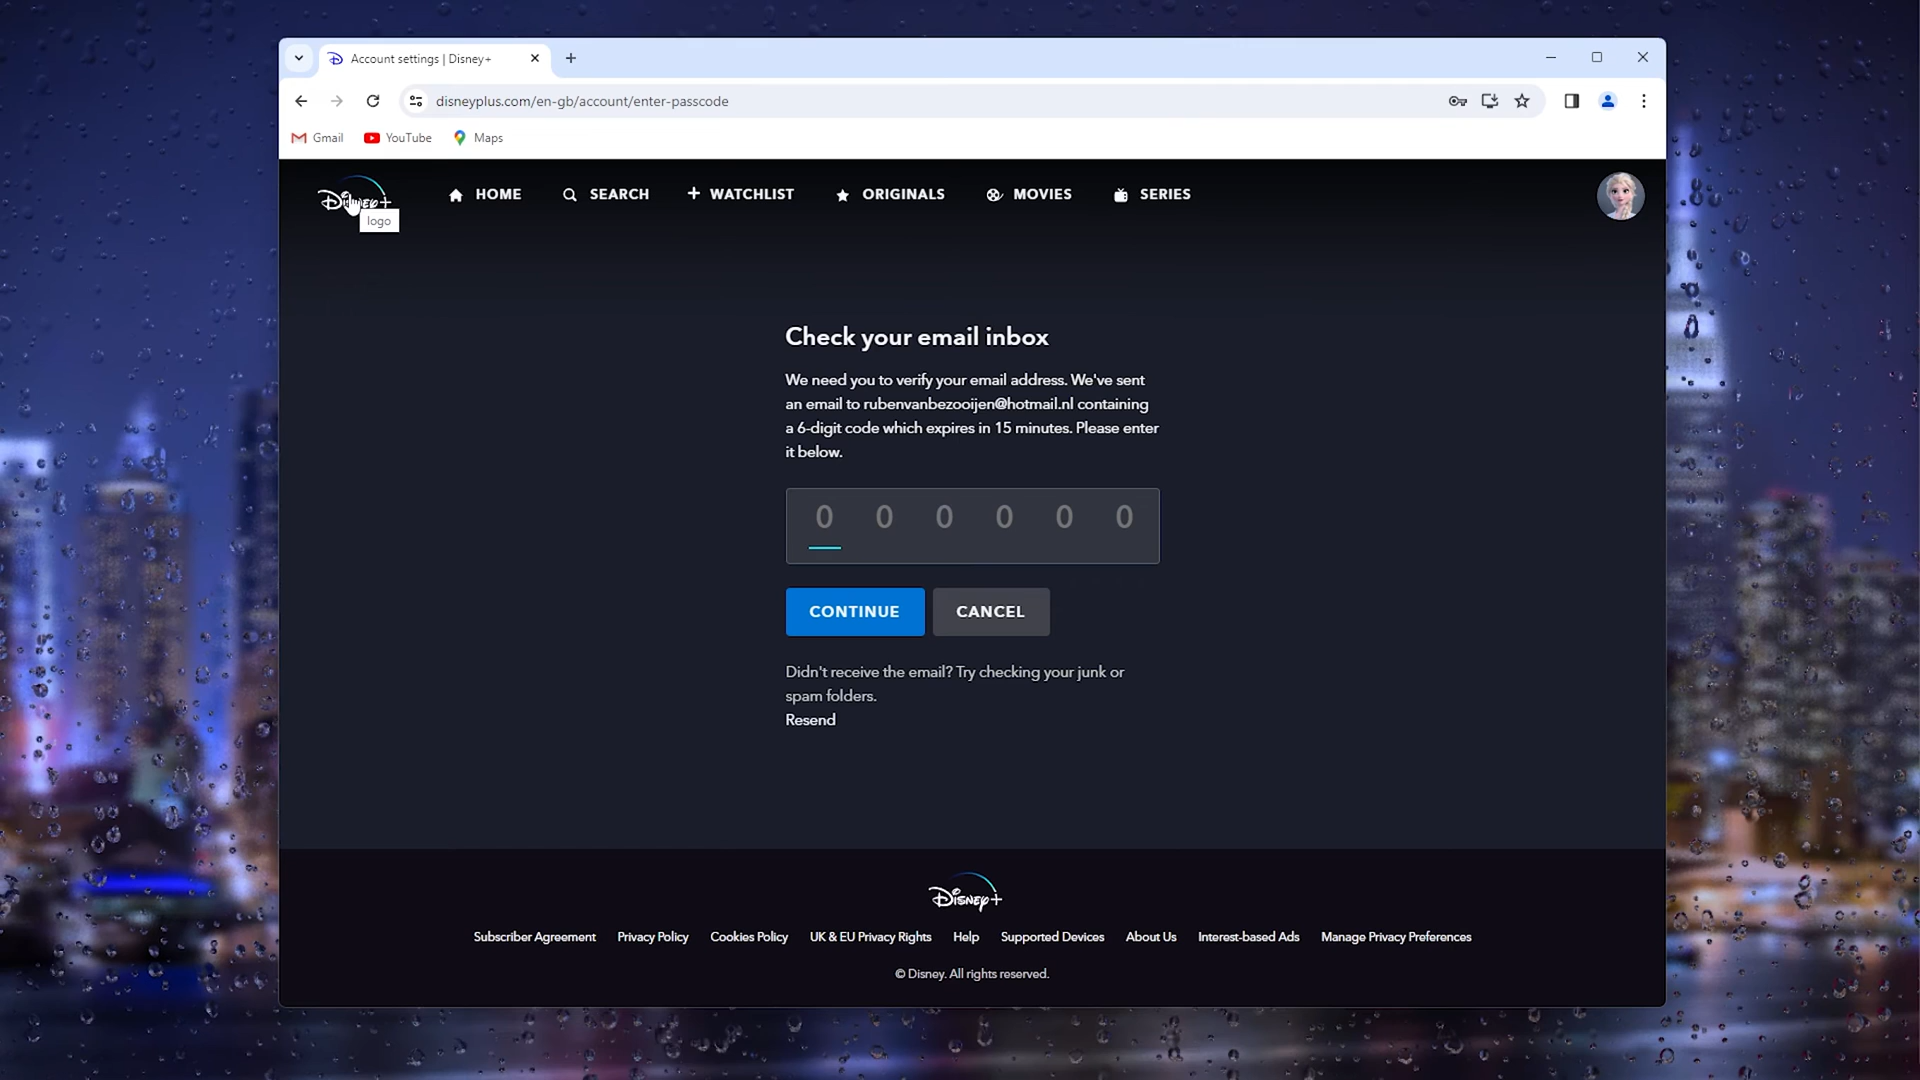 Account settings | Disney+
disneyplus.com/en-gb/account/enter-passcode
Gmail YouTube Maps
Disney+ HOME SEARCH WATCHLIST ORIGINALS MOVIES SERIES
logo
Check your email inbox
We need you to verify your email address. We've sent
an email to rubenvanbezooijen@hotmail.nl containing
a 6-digit code which expires in 15 minutes. Please enter
it below.
0 0 0 0 0 0
CONTINUE CANCEL
Didn't receive the email? Try checking your junk or
spam folders.
Resend
Disney+
Subscriber Agreement Privacy Policy Cookies Policy UK & EU Privacy Rights Help Supported Devices About Us Interest-based Ads Manage Privacy Preferences
© Disney. All rights reserved.